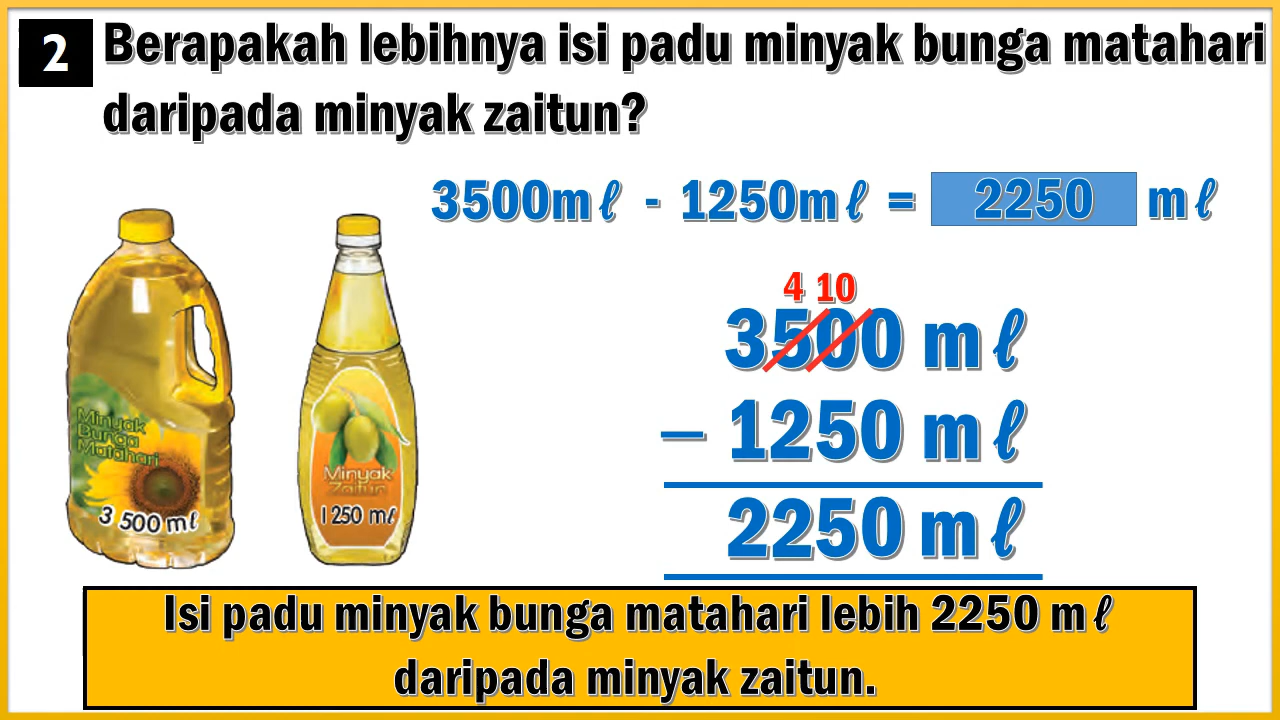 2 Berapakah lebihnya isi padu minyak bunga matahari
daripada minyak zaitun?
3500mℓ - 1250mℓ = 2250 mℓ
4 10
3500 mℓ
– 1250 mℓ
2250 mℓ
Minyak
Bunga
Matahari
3 500 mℓ
Minyak
Zaitun
1 250 mℓ
Isi padu minyak bunga matahari lebih 2250 mℓ
daripada minyak zaitun.